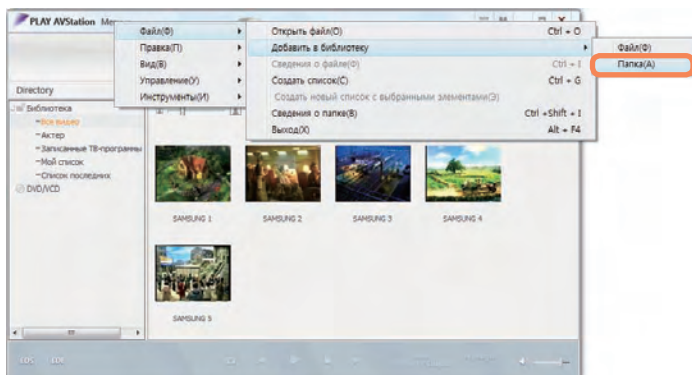 PLAY AVStation Menu
Файл(Ф)
Правка(П)
Вид(В)
Управление(У)
Инструменты(И)
Открыть файл(О) Ctrl + O
Добавить в библиотеку
Сведения о файле(Ф) Ctrl + I
Создать список(С) Ctrl + G
Создать новый список с выбранными элементами(Э)
Сведения о папке(В) Ctrl +Shift + I
Выход(Х) Alt + F4
Файл(Ф)
Папка(А)
Directory
Библиотека
Все видео
Актер
Записанные ТВ-программы
Мой список
Список последних
DVD/VCD
SAMSUNG 1
SAMSUNG 2
SAMSUNG 3
SAMSUNG 4
SAMSUNG 5